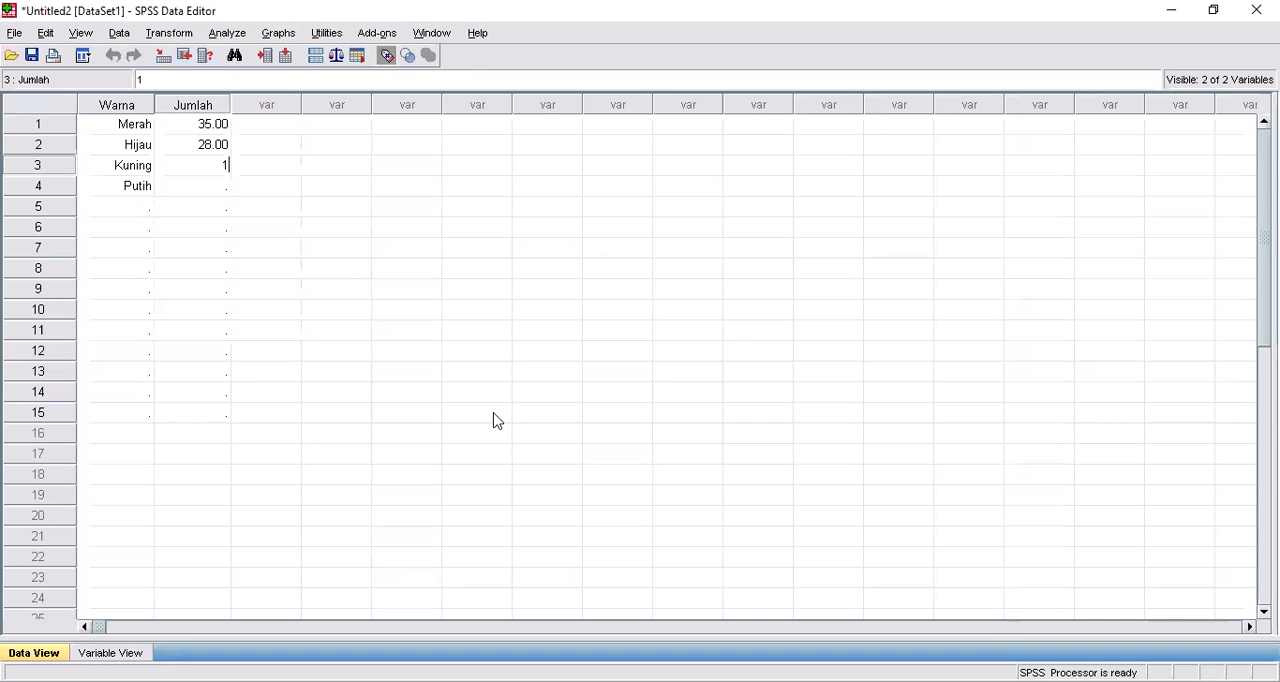 *Untitled2 [DataSet1] - SPSS Data Editor
File Edit View Data Transform Analyze Graphs Utilities Add-ons Window Help
3 : Jumlah 1 Visible: 2 of 2 Variables
Warna Jumlah var var var var var var var var var var var var var var var
1 Merah 35.00
2 Hijau 28.00
3 Kuning 1
4 Putih .
5 . .
6 . .
7 . .
8 . .
9 . .
10 . .
11 . .
12 . .
13 . .
14 . .
15 . .
16
17
18
19
20
21
22
23
24
25
Data View Variable View
SPSS Processor is ready